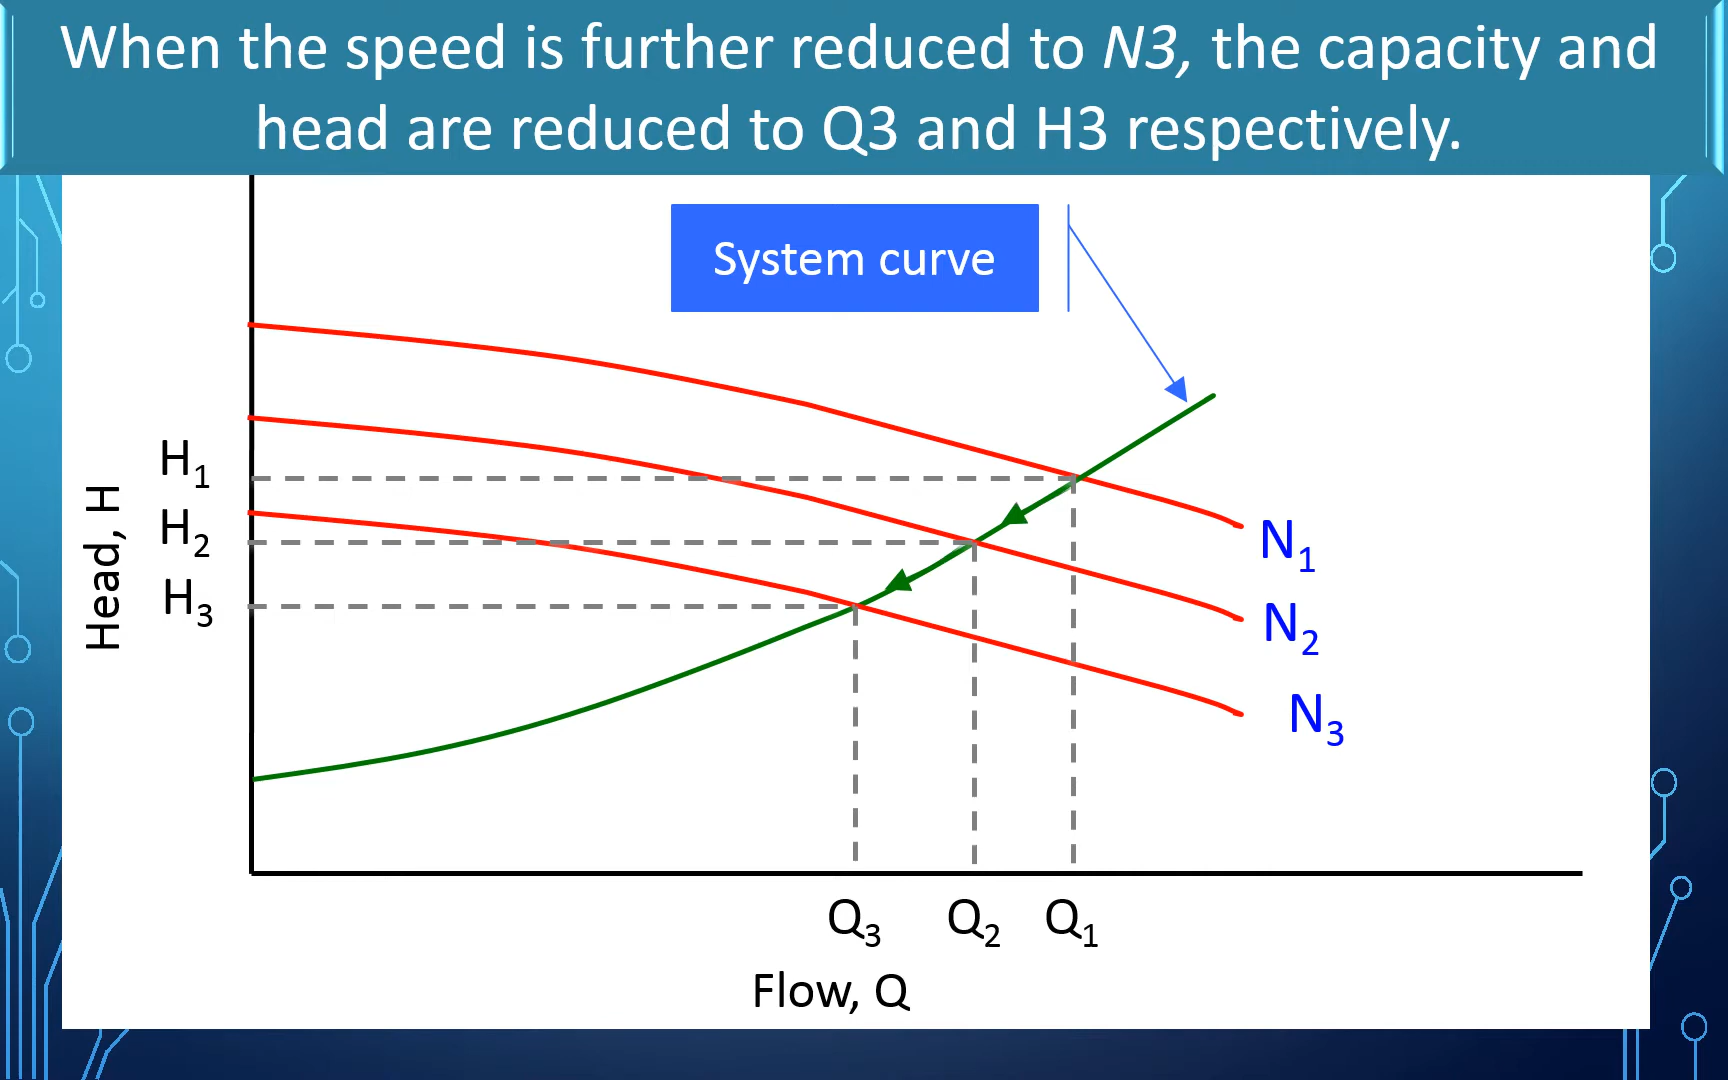 When the speed is further reduced to N3, the capacity and
head are reduced to Q3 and H3 respectively.
System curve
H1
H2
H3
Head, H
N1
N2
N3
Q3 Q2 Q1
Flow, Q